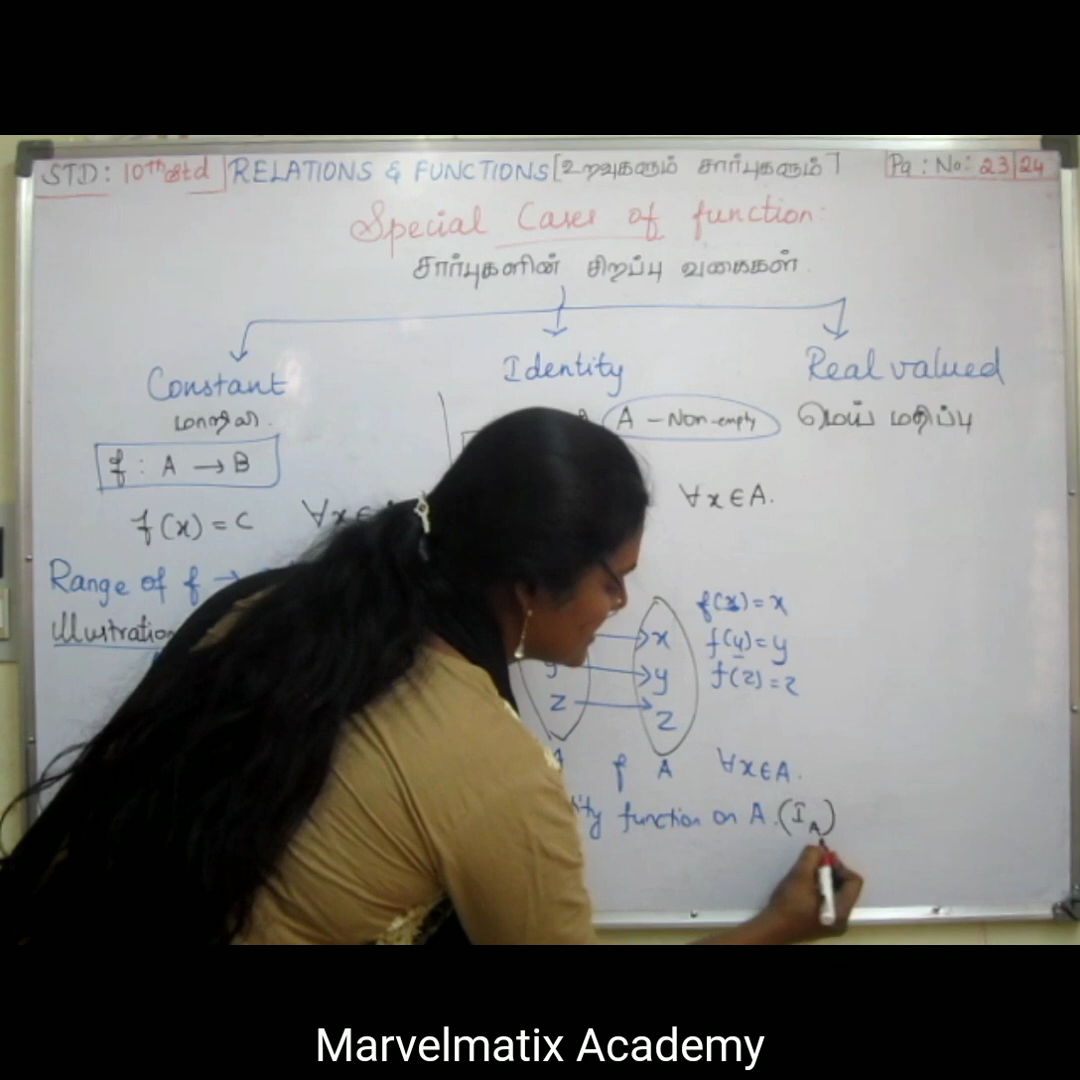 STD: 10th std RELATIONS & FUNCTIONS [உறவுகளும் சார்புகளும்] Pg: No: 23|24
Special Cases of function:
சார்புகளின் சிறப்பு வகைகள்.
Constant Identity Real valued
மாறிலி. A - Non-empty மெய் மதிப்பு
f : A → B
f(x) = C ∀x∈ ∀x∈A.
Range of f →
Illustration
f(x)=x
x
f(y)=y
y y
f(z)=z
z z
A f A ∀x∈A.
function on A. (I_A)
Marvelmatix Academy